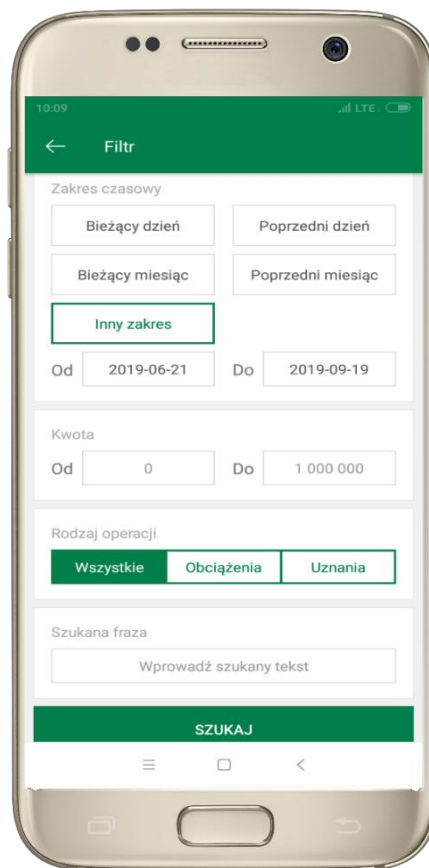 10:09 LTE
Filtr
Zakres czasowy
Bieżący dzień Poprzedni dzień
Bieżący miesiąc Poprzedni miesiąc
Inny zakres
Od 2019-06-21 Do 2019-09-19
Kwota
Od 0 Do 1 000 000
Rodzaj operacji
Wszystkie Obciążenia Uznania
Szukana fraza
Wprowadź szukany tekst
SZUKAJ